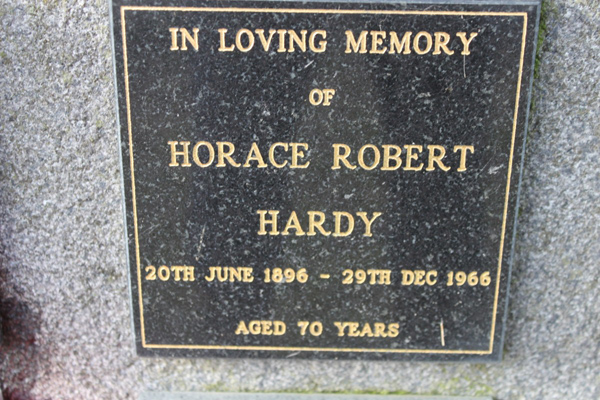 IN LOVING MEMORY
OF
HORACE ROBERT
HARDY
20TH JUNE 1896 - 29TH DEC 1966
AGED 70 YEARS